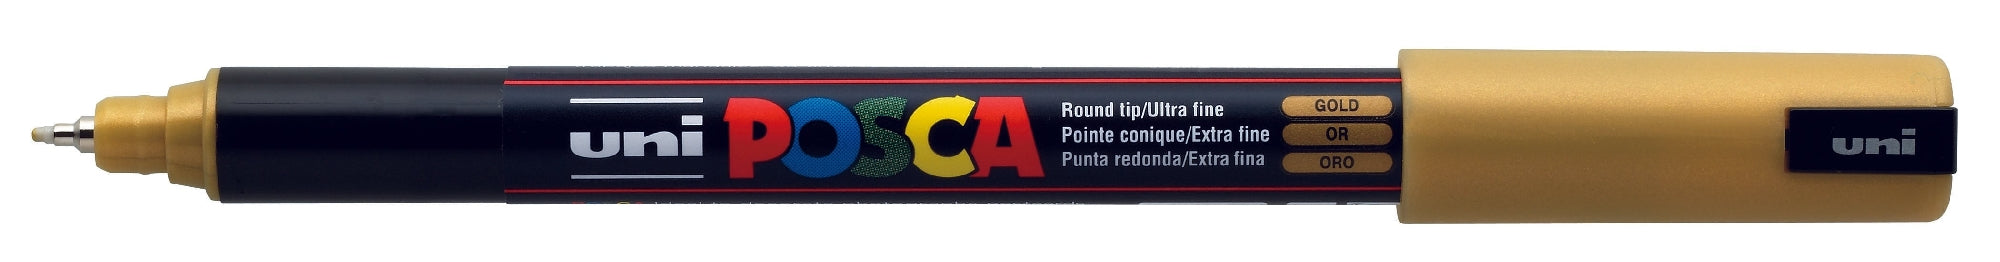 uni POSCA
Round tip/Ultra fine
Pointe conique/Extra fine
Punta redonda/Extra fina
GOLD
OR
ORO
uni